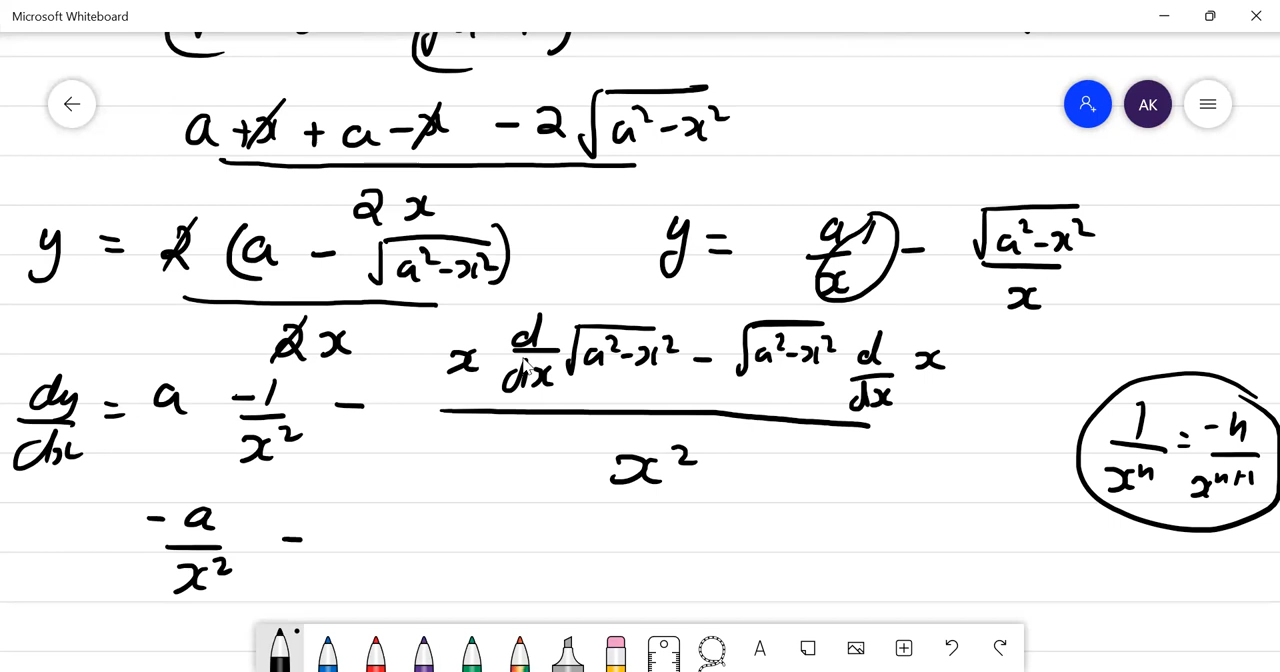 Microsoft Whiteboard
AK
a + x + a - x - 2√(a² - x²)
2x
y = 2 (a - √(a² - x²))
2x
y = a/x - √(a² - x²)/x
dy/dx = a -1/x² - (x d/dx √(a² - x²) - √(a² - x²) d/dx x)/x²
1/xⁿ = -n/xⁿ⁺¹
-a/x² -
A